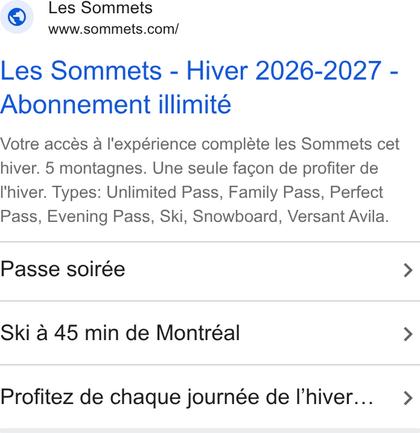 Les Sommets
www.sommets.com/
Les Sommets - Hiver 2026-2027 -
Abonnement illimité
Votre accès à l'expérience complète les Sommets cet
hiver. 5 montagnes. Une seule façon de profiter de
l'hiver. Types: Unlimited Pass, Family Pass, Perfect
Pass, Evening Pass, Ski, Snowboard, Versant Avila.
Passe soirée
Ski à 45 min de Montréal
Profitez de chaque journée de l’hiver…